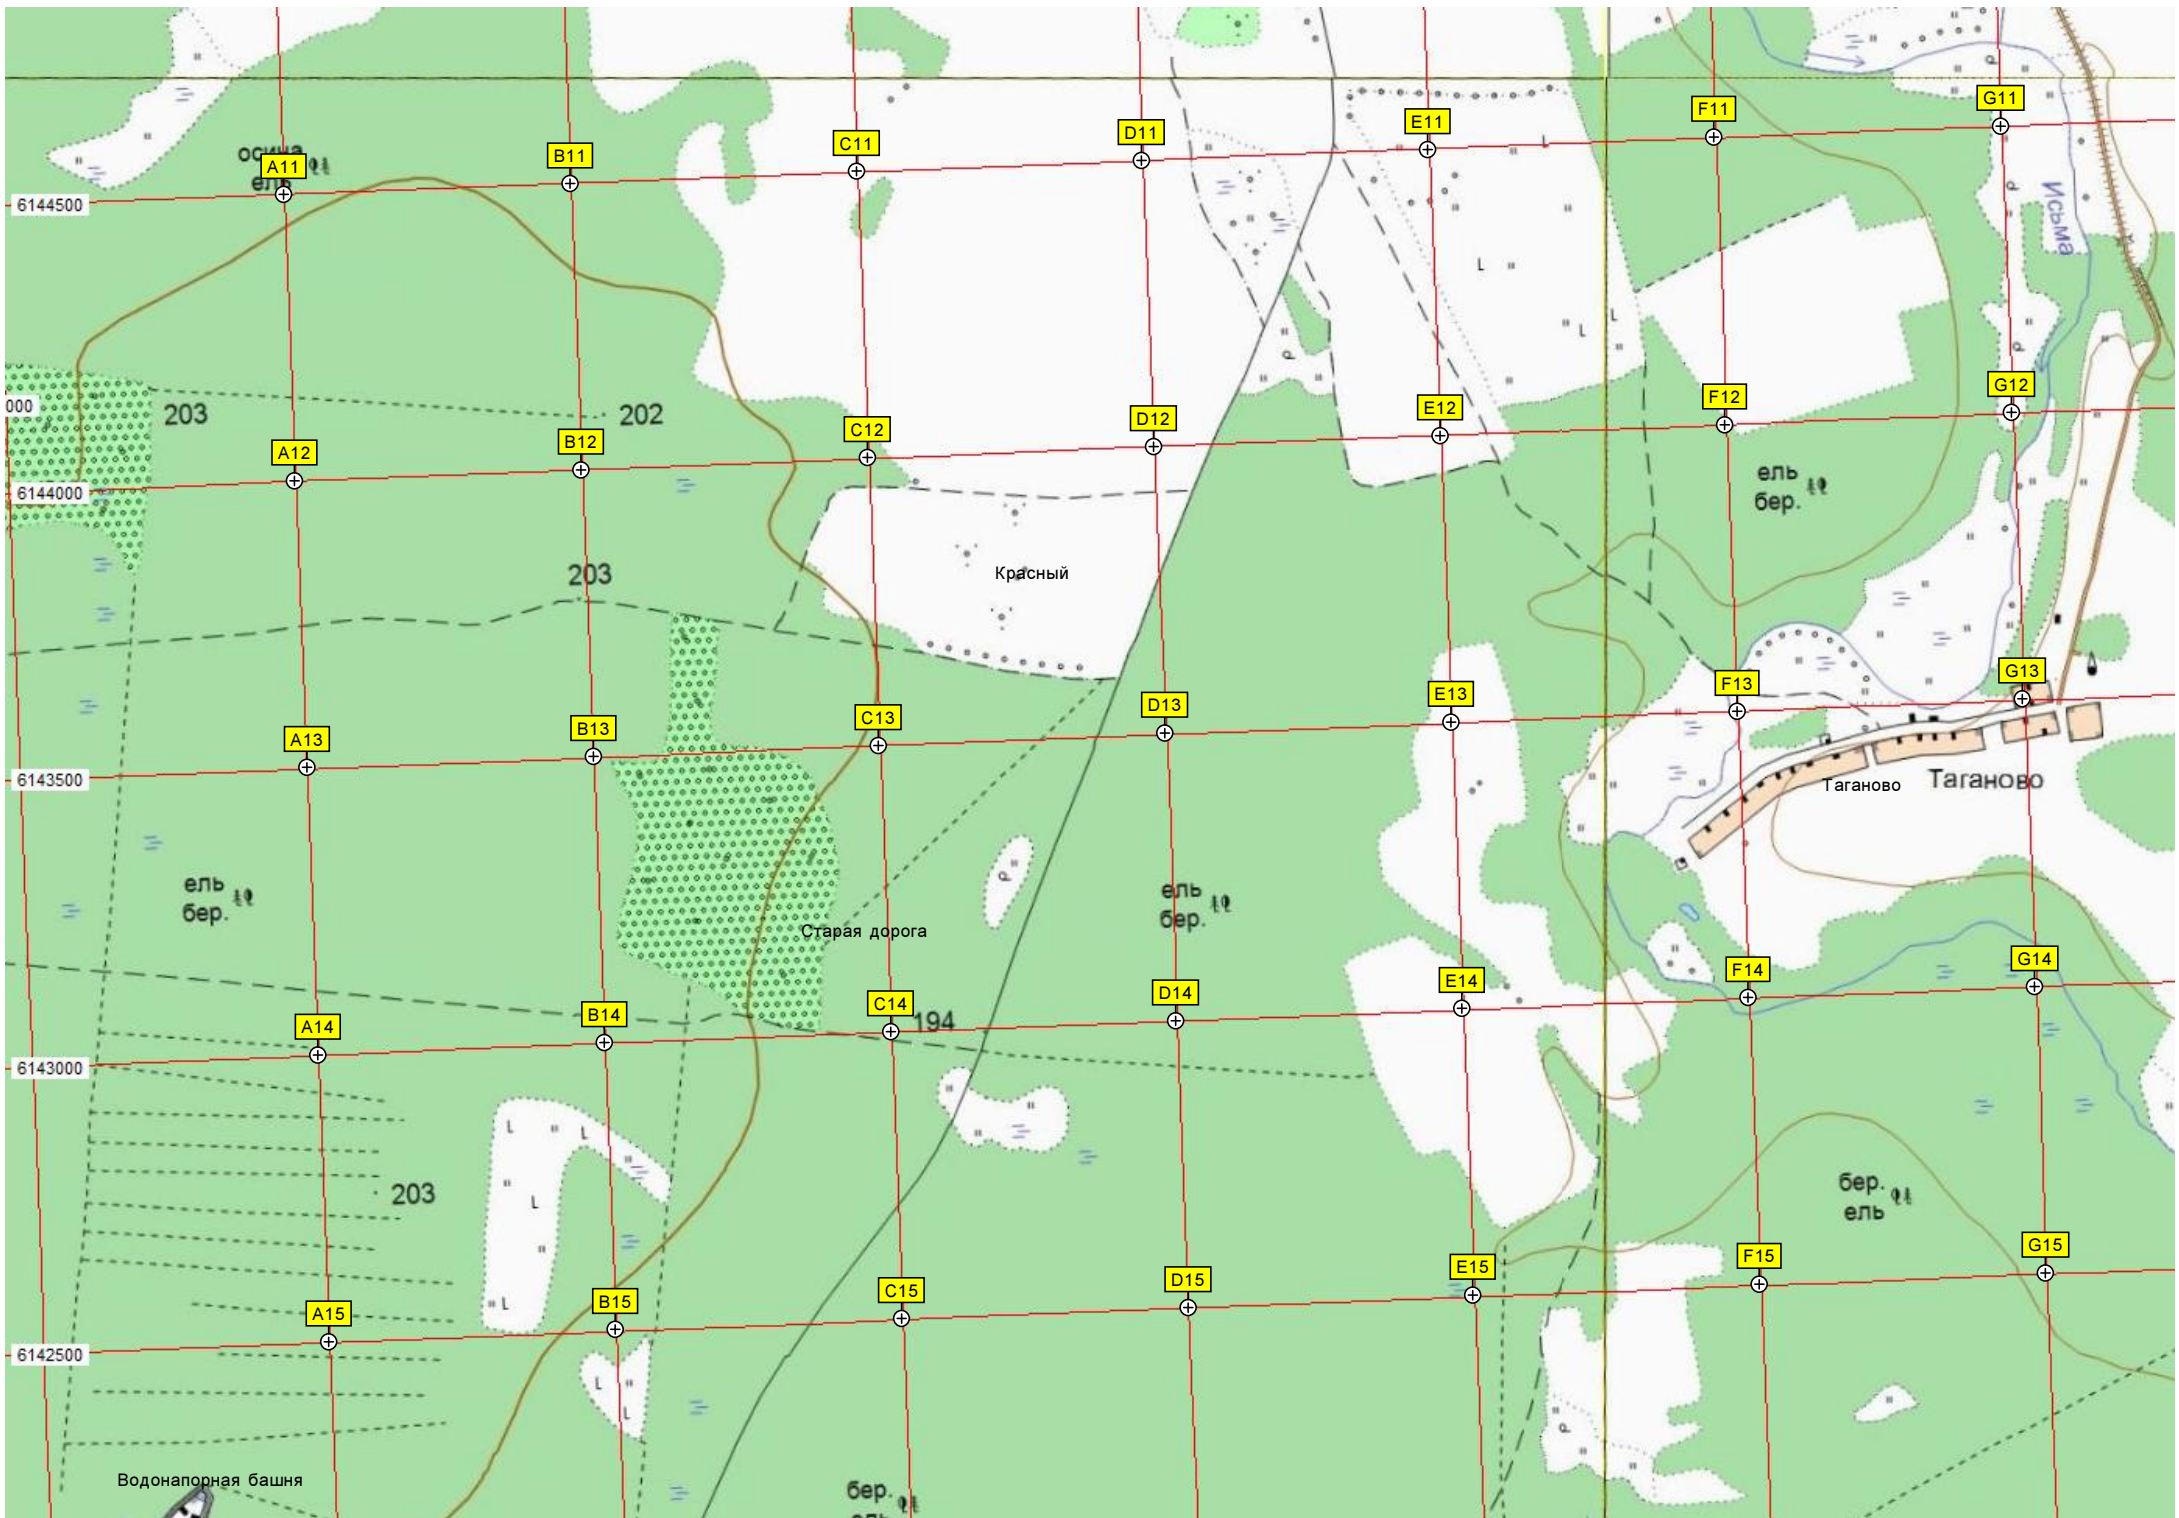 G11
F11
E11
D11
C11
B11
осина
A11
ель
6144500
Исьма
G12
F12
000
203
202
E12
D12
C12
B12
A12
ель
бер.
6144000
Красный
203
G13
F13
E13
D13
C13
B13
A13
6143500
Таганово
Таганово
ель
бер.
ель
бер.
Старая дорога
G14
F14
E14
D14
C14
194
B14
A14
6143000
203
бер.
ель
G15
F15
E15
D15
C15
B15
A15
6142500
Водонапорная башня
бер.
ель